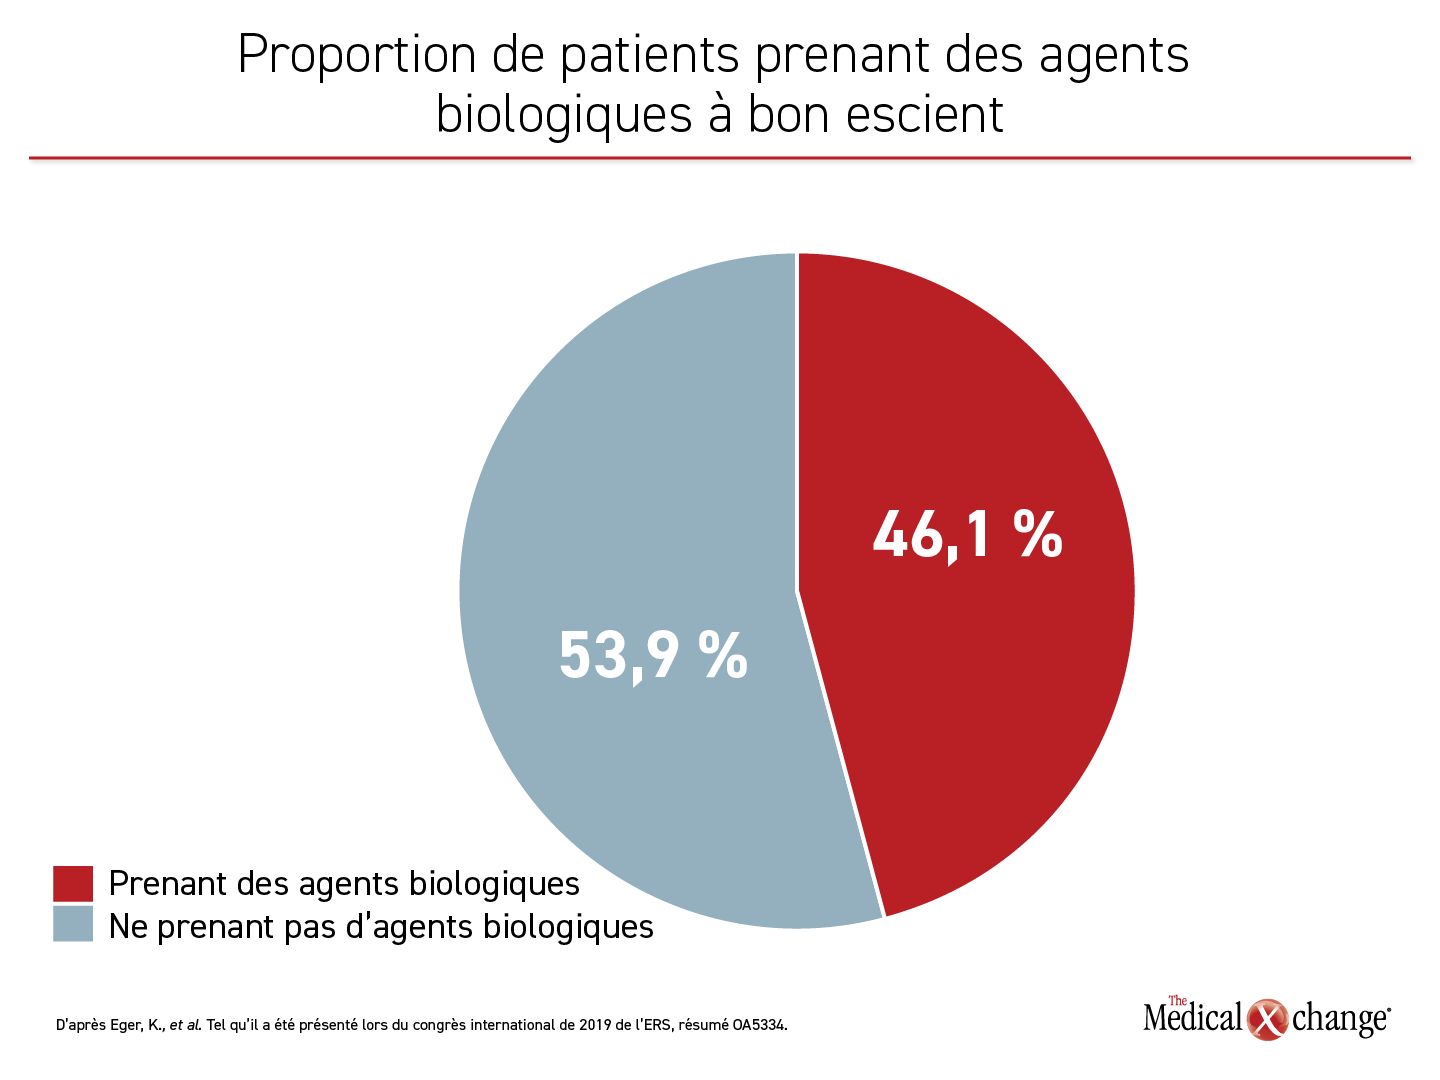 Proportion de patients prenant des agents
biologiques à bon escient
46,1 %
53,9 %
Prenant des agents biologiques
Ne prenant pas d’agents biologiques
D’après Eger, K., et al. Tel qu’il a été présenté lors du congrès international de 2019 de l’ERS, résumé OA5334.
The
Medical X change®